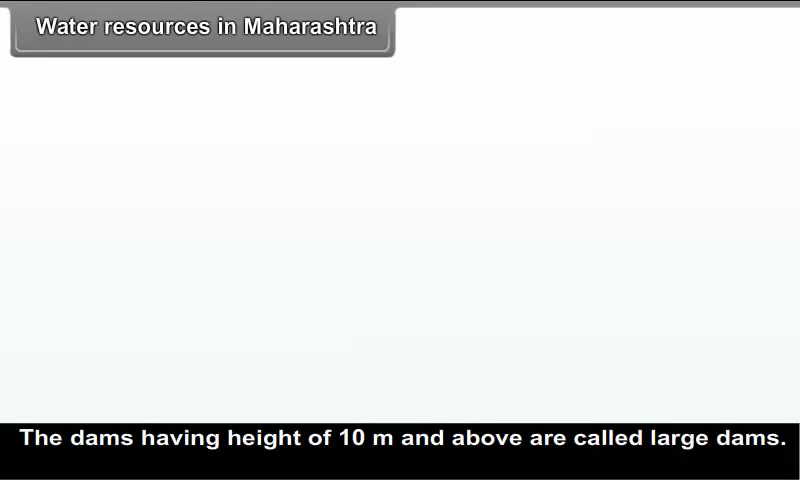 Water resources in Maharashtra
The dams having height of 10 m and above are called large dams.